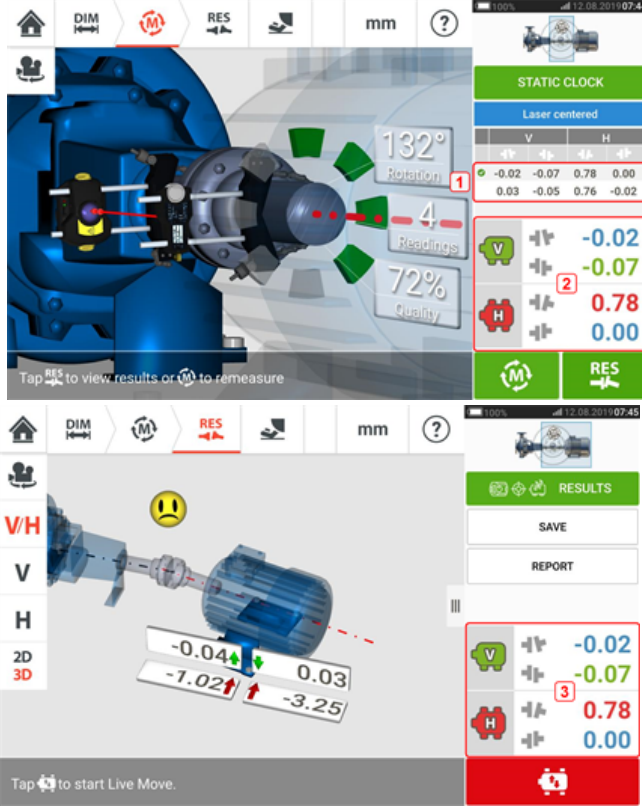 DIM
M
RES
mm
?
100%
12.08.2019 07:4
132°
Rotation
4
Readings
72%
Quality
STATIC CLOCK
Laser centered
V H
-0.02 -0.07 0.78 0.00
0.03 -0.05 0.76 -0.02
1
V
-0.02
-0.07
2
H
0.78
0.00
M
RES
Tap RES to view results or M to remeasure
DIM
M
RES
mm
?
100%
12.08.2019 07:45
V/H
V
H
2D
3D
-0.04
0.03
-1.02
-3.25
RESULTS
SAVE
REPORT
V
-0.02
-0.07
3
H
0.78
0.00
Tap to start Live Move.